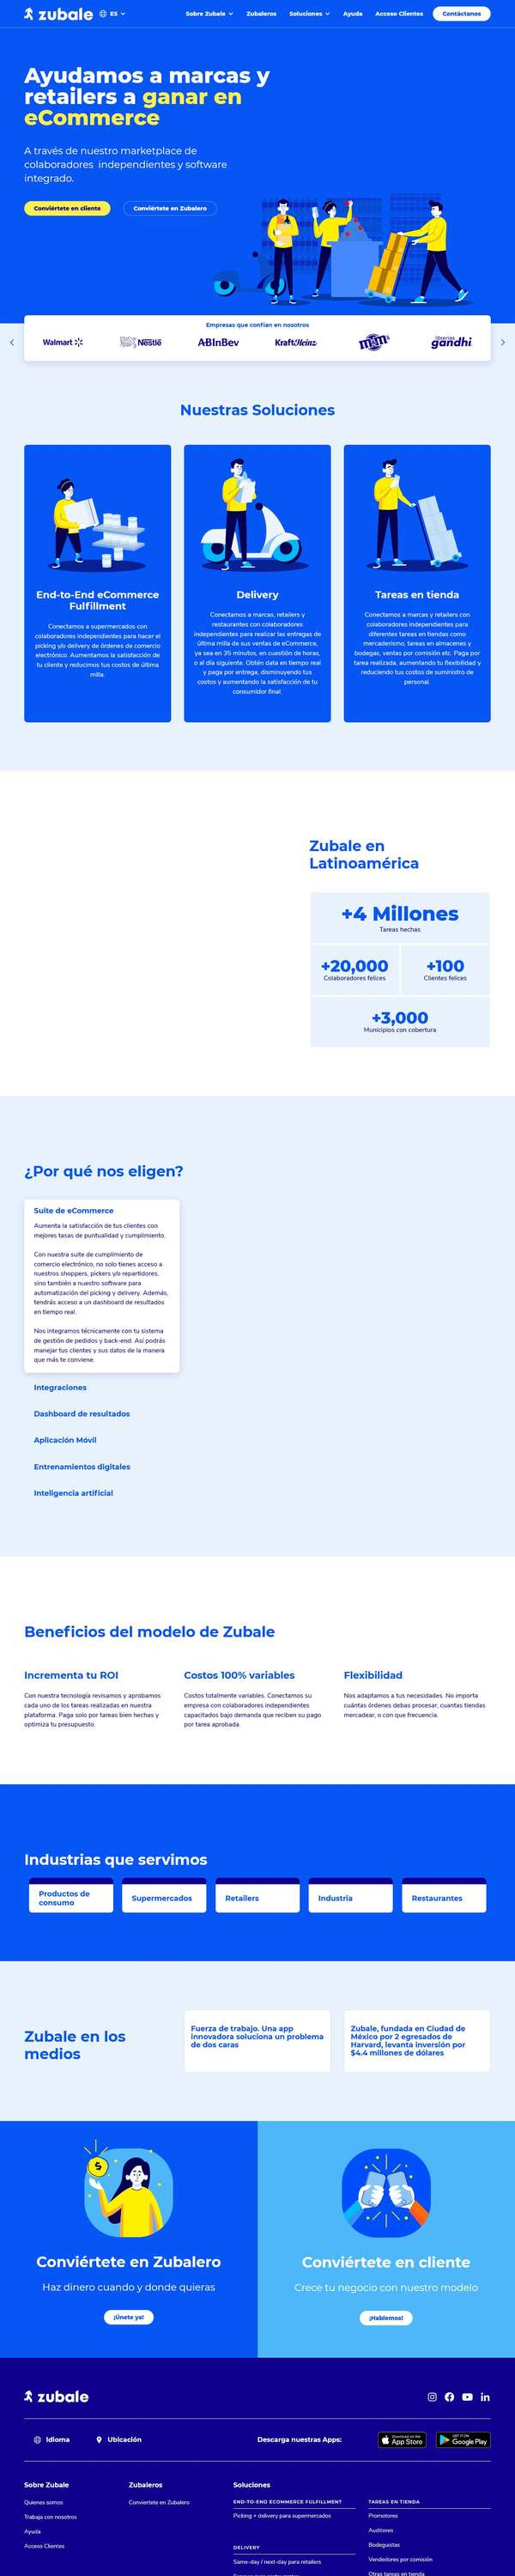 zubale
ES
Sobre Zubale
Zubaleros
Soluciones
Ayuda
Acceso Clientes
Contáctanos
Ayudamos a marcas y
retailers a ganar en
eCommerce
A través de nuestro marketplace de
colaboradores independientes y software
integrado.
Conviértete en cliente
Conviértete en Zubalero
Empresas que confían en nosotros
Walmart
Nestlé
ABInBev
KraftHeinz
m&m's
librerías
gandhi
Nuestras Soluciones
End-to-End eCommerce
Fulfillment
Conectamos a supermercados con
colaboradores independientes para hacer el
picking y/o delivery de órdenes de comercio
electrónico. Aumentamos la satisfacción de
tu cliente y reducimos tus costos de última
milla.
Delivery
Conectamos a marcas, retailers y
restaurantes con colaboradores
independientes para realizar las entregas de
última milla de sus ventas de eCommerce,
ya sea en 35 minutos, en cuestión de horas,
o al día siguiente. Obtén data en tiempo real
y paga por entrega, disminuyendo tus
costos y aumentando la satisfacción de tu
consumidor final.
Tareas en tienda
Conectamos a marcas y retailers con
colaboradores independientes para
diferentes tareas en tiendas como
mercaderismo, tareas en almacenes y
bodegas, ventas por comisión etc. Paga por
tarea realizada, aumentando tu flexibilidad y
reduciendo tus costos de suministro de
personal.
Zubale en
Latinoamérica
+4 Millones
Tareas hechas
+20,000
Colaboradores felices
+100
Clientes felices
+3,000
Municipios con cobertura
¿Por qué nos eligen?
Suite de eCommerce
Aumenta la satisfacción de tus clientes con
mejores tasas de puntualidad y cumplimiento.
Con nuestra suite de cumplimiento de
comercio electrónico, no solo tienes acceso a
nuestros shoppers, pickers y/o repartidores,
sino también a nuestro software para
automatización del picking y delivery. Además,
tendrás acceso a un dashboard de resultados
en tiempo real.
Nos integramos técnicamente con tu sistema
de gestión de pedidos y back-end. Así podrás
manejar tus clientes y sus datos de la manera
que más te conviene.
Integraciones
Dashboard de resultados
Aplicación Móvil
Entrenamientos digitales
Inteligencia artificial
Beneficios del modelo de Zubale
Incrementa tu ROI
Con nuestra tecnología revisamos y aprobamos
cada uno de los tareas realizadas en nuestra
plataforma. Paga solo por tareas bien hechas y
optimiza tu presupuesto.
Costos 100% variables
Costos totalmente variables. Conectamos su
empresa con colaboradores independientes
capacitados bajo demanda que reciben su pago
por tarea aprobada.
Flexibilidad
Nos adaptamos a tus necesidades. No importa
cuántas órdenes debas procesar, cuantas tiendas
mercadear, o con que frecuencia.
Industrias que servimos
Productos de
consumo
Supermercados
Retailers
Industria
Restaurantes
Zubale en los
medios
Fuerza de trabajo. Una app
innovadora soluciona un problema
de dos caras
Zubale, fundada en Ciudad de
México por 2 egresados de
Harvard, levanta inversión por
$4.4 millones de dólares
$
Conviértete en Zubalero
Haz dinero cuando y donde quieras
¡Únete ya!
Conviértete en cliente
Crece tu negocio con nuestro modelo
¡Hablemos!
zubale
Idioma
Ubicación
Descarga nuestras Apps:
Download on the
App Store
GET IT ON
Google Play
Sobre Zubale
Quienes somos
Trabaja con nosotros
Ayuda
Acceso Clientes
Zubaleros
Conviertete en Zubalero
Soluciones
END-TO-END ECOMMERCE FULFILLMENT
Picking + delivery para supermercados
DELIVERY
Same-day / next-day para retailers
TAREAS EN TIENDA
Promotores
Auditores
Bodeguistas
Vendedores por comisión
Otras tareas en tienda